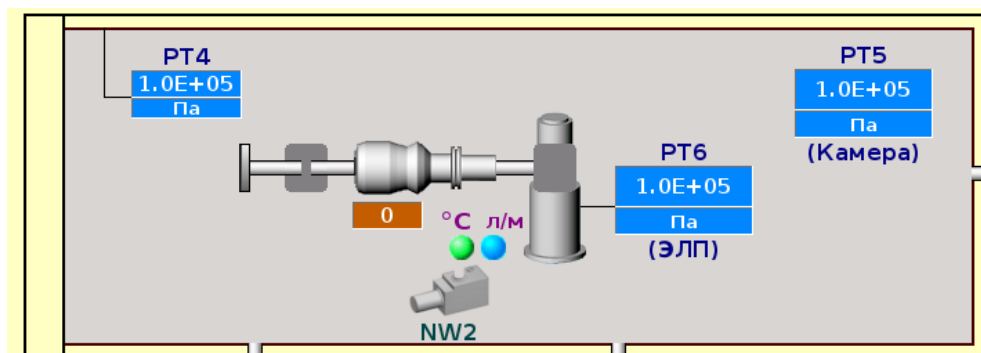 PT4
1.0E+05
Па
PT5
1.0E+05
Па
(Камера)
PT6
1.0E+05
Па
(ЭЛП)
0
°C л/м
NW2